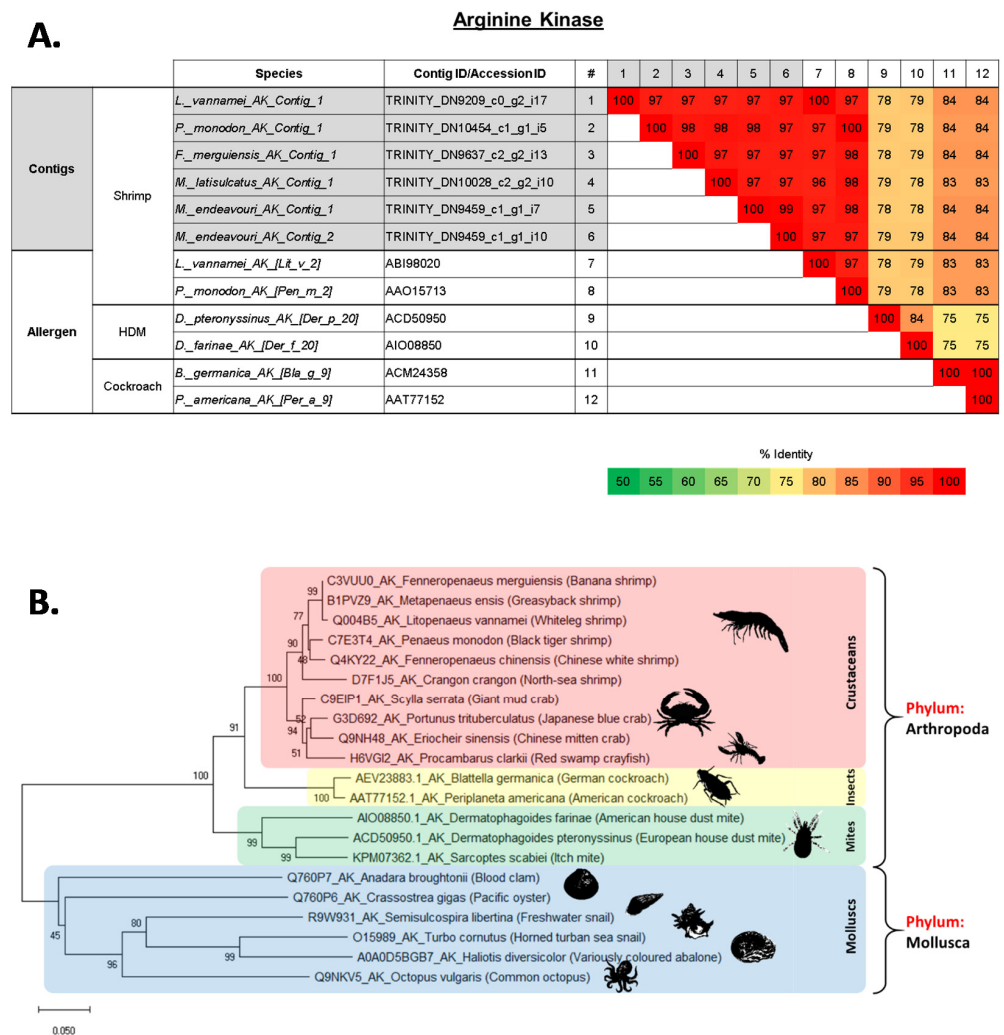 Arginine Kinase
A.
Species Contig ID/Accession ID # 1 2 3 4 5 6 7 8 9 10 11 12
Contigs
Shrimp
L._vannamei_AK_Contig_1 TRINITY_DN9209_c0_g2_i17 1 100 97 97 97 97 97 100 97 78 79 84 84
P._monodon_AK_Contig_1 TRINITY_DN10454_c1_g1_i5 2 100 98 98 98 97 97 100 79 78 84 84
F._merguiensis_AK_Contig_1 TRINITY_DN9637_c2_g2_i13 3 100 97 97 97 97 98 78 79 84 84
M._latisulcatus_AK_Contig_1 TRINITY_DN10028_c2_g2_i10 4 100 97 97 96 98 79 78 83 83
M._endeavouri_AK_Contig_1 TRINITY_DN9459_c1_g1_i7 5 100 99 97 98 78 78 84 84
M._endeavouri_AK_Contig_2 TRINITY_DN9459_c1_g1_i10 6 100 97 97 79 79 84 84
Allergen
L._vannamei_AK_[Lit_v_2] ABI98020 7 100 97 78 79 83 83
P._monodon_AK_[Pen_m_2] AAO15713 8 100 79 78 83 83
HDM
D._pteronyssinus_AK_[Der_p_20] ACD50950 9 100 84 75 75
D._farinae_AK_[Der_f_20] AIO08850 10 100 75 75
Cockroach
B._germanica_AK_[Bla_g_9] ACM24358 11 100 100
P._americana_AK_[Per_a_9] AAT77152 12 100
% Identity
50 55 60 65 70 75 80 85 90 95 100
B.
C3VUU0_AK_Fenneropenaeus merguiensis (Banana shrimp)
B1PVZ9_AK_Metapenaeus ensis (Greasyback shrimp)
Q004B5_AK_Litopenaeus vannamei (Whiteleg shrimp)
C7E3T4_AK_Penaeus monodon (Black tiger shrimp)
Q4KY22_AK_Fenneropenaeus chinensis (Chinese white shrimp)
D7F1J5_AK_Crangon crangon (North-sea shrimp)
C9EIP1_AK_Scylla serrata (Giant mud crab)
G3D692_AK_Portunus trituberculatus (Japanese blue crab)
Q9NH48_AK_Eriocheir sinensis (Chinese mitten crab)
H6VGI2_AK_Procambarus clarkii (Red swamp crayfish)
AEV23883.1_AK_Blattella germanica (German cockroach)
AAT77152.1_AK_Periplaneta americana (American cockroach)
AIO08850.1_AK_Dermatophagoides farinae (American house dust mite)
ACD50950.1_AK_Dermatophagoides pteronyssinus (European house dust mite)
KPM07362.1_AK_Sarcoptes scabiei (Itch mite)
Q760P7_AK_Anadara broughtonii (Blood clam)
Q760P6_AK_Crassostrea gigas (Pacific oyster)
R9W931_AK_Semisulcospira libertina (Freshwater snail)
O15989_AK_Turbo cornutus (Horned turban sea snail)
A0A0D5BGB7_AK_Haliotis diversicolor (Variously coloured abalone)
Q9NKV5_AK_Octopus vulgaris (Common octopus)
99
77
90
48
100
52
94
51
91
100
100
99
99
45
80
99
96
Crustaceans
Insects
Mites
Molluscs
Phylum:
Arthropoda
Phylum:
Mollusca
0.050